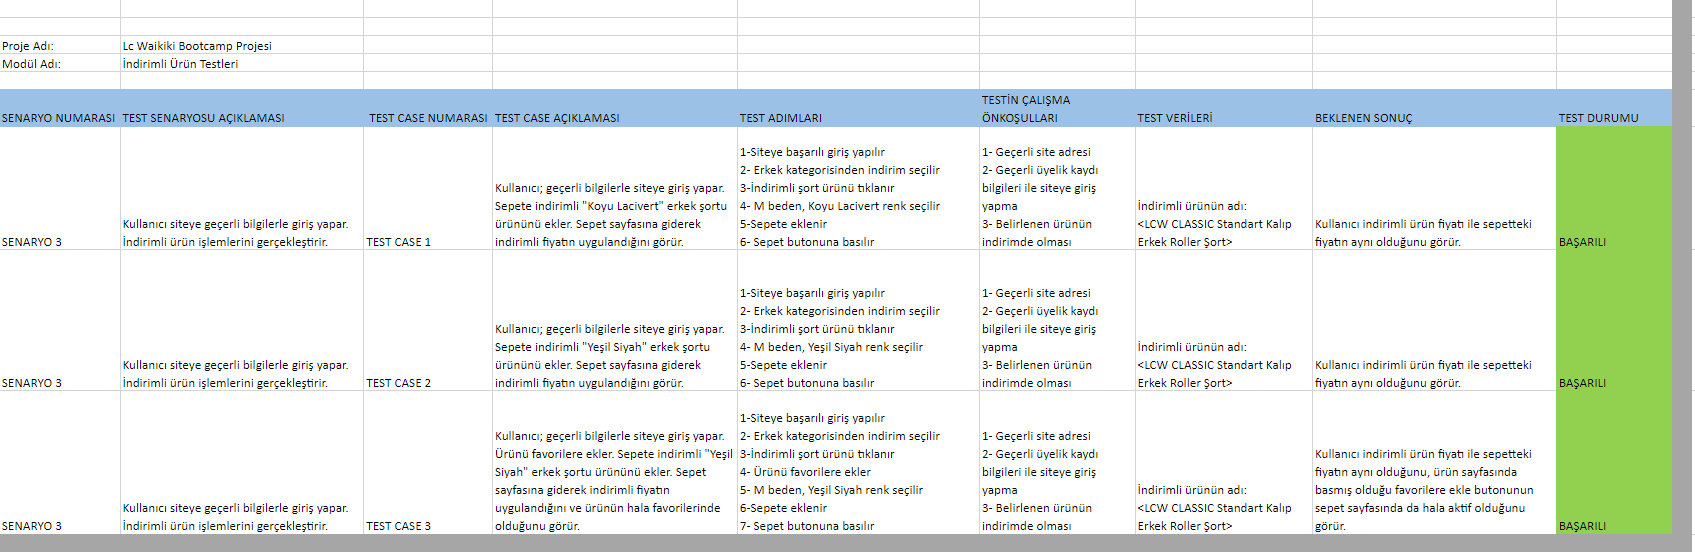 Proje Adı: Lc Waikiki Bootcamp Projesi
Modül Adı: İndirimli Ürün Testleri
SENARYO NUMARASI
TEST SENARYOSU AÇIKLAMASI
TEST CASE NUMARASI
TEST CASE AÇIKLAMASI
TEST ADIMLARI
TESTİN ÇALIŞMA
ÖNKOŞULLARI
TEST VERİLERİ
BEKLENEN SONUÇ
TEST DURUMU
SENARYO 3
Kullanıcı siteye geçerli bilgilerle giriş yapar.
İndirimli ürün işlemlerini gerçekleştirir.
TEST CASE 1
Kullanıcı; geçerli bilgilerle siteye giriş yapar.
Sepete indirimli "Koyu Lacivert" erkek şortu
ürününü ekler. Sepet sayfasına giderek
indirimli fiyatın uygulandığını görür.
1-Siteye başarılı giriş yapılır
2- Erkek kategorisinden indirim seçilir
3-İndirimli şort ürünü tıklanır
4- M beden, Koyu Lacivert renk seçilir
5-Sepete eklenir
6- Sepet butonuna basılır
1- Geçerli site adresi
2- Geçerli üyelik kaydı
bilgileri ile siteye giriş
yapma
3- Belirlenen ürünün
indirimde olması
İndirimli ürünün adı:
<LCW CLASSIC Standart Kalıp
Erkek Roller Şort>
Kullanıcı indirimli ürün fiyatı ile sepetteki
fiyatın aynı olduğunu görür.
BAŞARILI
SENARYO 3
Kullanıcı siteye geçerli bilgilerle giriş yapar.
İndirimli ürün işlemlerini gerçekleştirir.
TEST CASE 2
Kullanıcı; geçerli bilgilerle siteye giriş yapar.
Sepete indirimli "Yeşil Siyah" erkek şortu
ürününü ekler. Sepet sayfasına giderek
indirimli fiyatın uygulandığını görür.
1-Siteye başarılı giriş yapılır
2- Erkek kategorisinden indirim seçilir
3-İndirimli şort ürünü tıklanır
4- M beden, Yeşil Siyah renk seçilir
5-Sepete eklenir
6- Sepet butonuna basılır
1- Geçerli site adresi
2- Geçerli üyelik kaydı
bilgileri ile siteye giriş
yapma
3- Belirlenen ürünün
indirimde olması
İndirimli ürünün adı:
<LCW CLASSIC Standart Kalıp
Erkek Roller Şort>
Kullanıcı indirimli ürün fiyatı ile sepetteki
fiyatın aynı olduğunu görür.
BAŞARILI
SENARYO 3
Kullanıcı siteye geçerli bilgilerle giriş yapar.
İndirimli ürün işlemlerini gerçekleştirir.
TEST CASE 3
Kullanıcı; geçerli bilgilerle siteye giriş yapar.
Ürünü favorilere ekler. Sepete indirimli "Yeşil
Siyah" erkek şortu ürününü ekler. Sepet
sayfasına giderek indirimli fiyatın
uygulandığını ve ürünün hala favorilerinde
olduğunu görür.
1-Siteye başarılı giriş yapılır
2- Erkek kategorisinden indirim seçilir
3-İndirimli şort ürünü tıklanır
4- Ürünü favorilere ekler
5- M beden, Yeşil Siyah renk seçilir
6-Sepete eklenir
7- Sepet butonuna basılır
1- Geçerli site adresi
2- Geçerli üyelik kaydı
bilgileri ile siteye giriş
yapma
3- Belirlenen ürünün
indirimde olması
İndirimli ürünün adı:
<LCW CLASSIC Standart Kalıp
Erkek Roller Şort>
Kullanıcı indirimli ürün fiyatı ile sepetteki
fiyatın aynı olduğunu, ürün sayfasında
basmış olduğu favorilere ekle butonunun
sepet sayfasında da hala aktif olduğunu
görür.
BAŞARILI